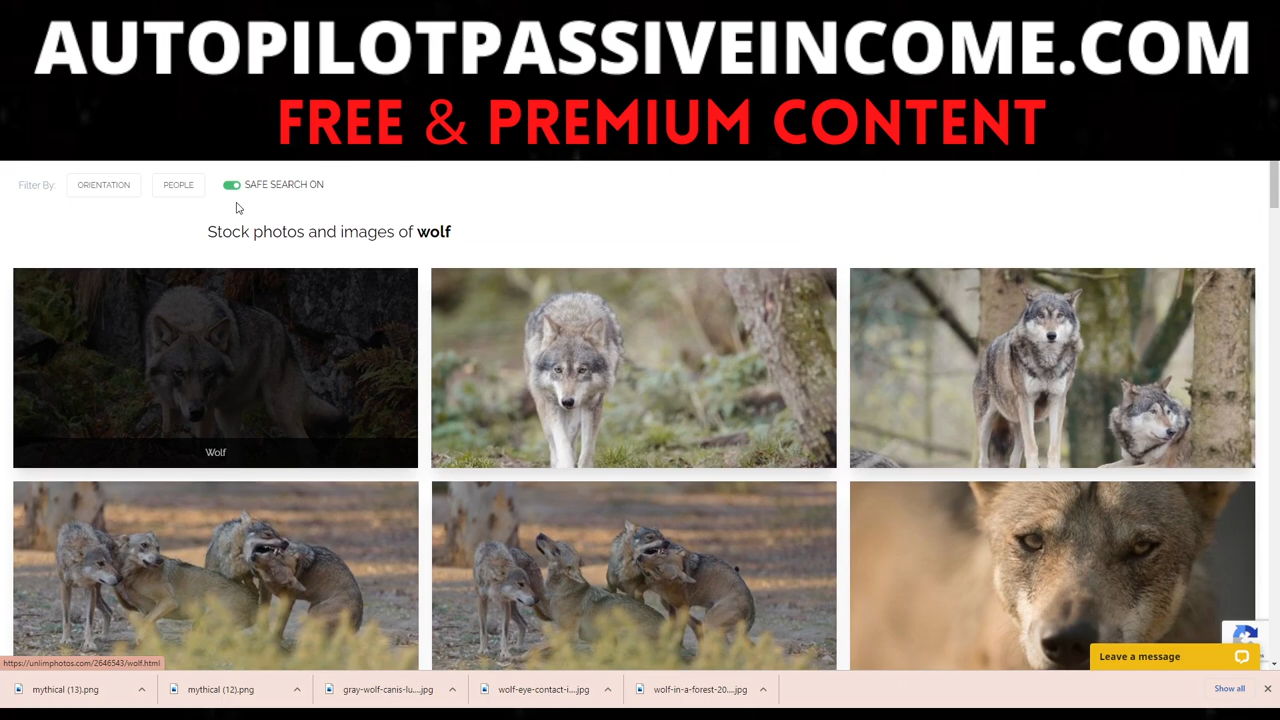 AUTOPILOTPASSIVEINCOME.COM
FREE & PREMIUM CONTENT
Filter By: ORIENTATION PEOPLE SAFE SEARCH ON
Stock photos and images of wolf
Wolf
https://unlimphotos.com/2646543/wolf.html
Leave a message
mythical (13).png mythical (12).png gray-wolf-canis-lu....jpg wolf-eye-contact-i....jpg wolf-in-a-forest-20....jpg Show all